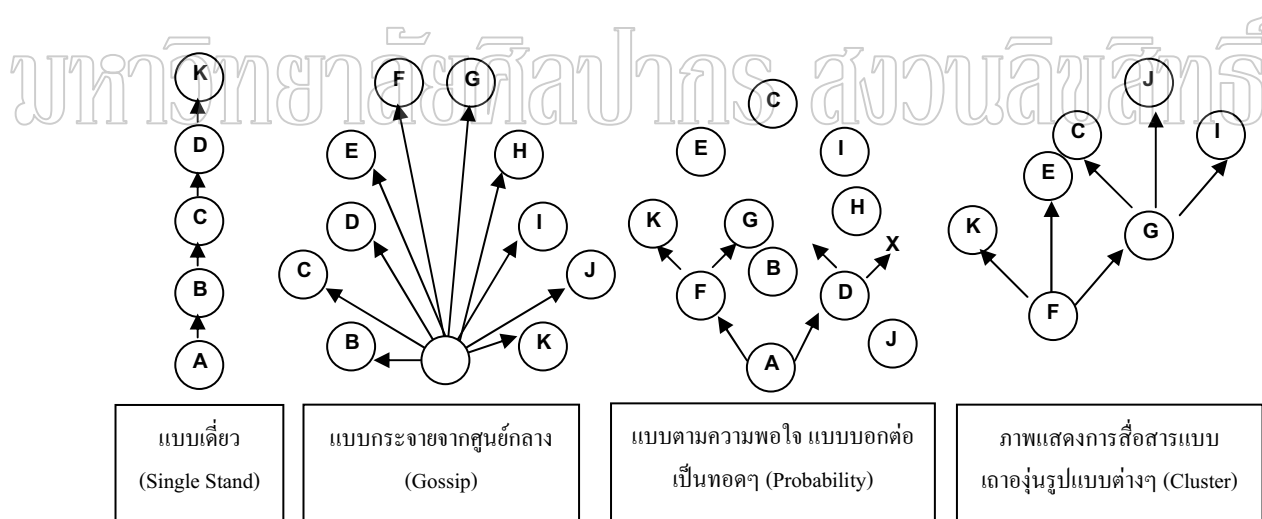 มหาวิทยาลัยศิลปากร สงวนลิขสิทธิ์
K
D
C
B
A
F
G
E
H
D
I
C
J
B
K
C
E
I
K
G
H
X
B
F
D
J
A
J
C
I
E
K
G
F
แบบเดี่ยว
(Single Stand)
แบบกระจายจากศูนย์กลาง
(Gossip)
แบบตามความพอใจ แบบบอกต่อ
เป็นทอดๆ (Probability)
ภาพแสดงการสื่อสารแบบ
เถาองุ่นรูปแบบต่างๆ (Cluster)